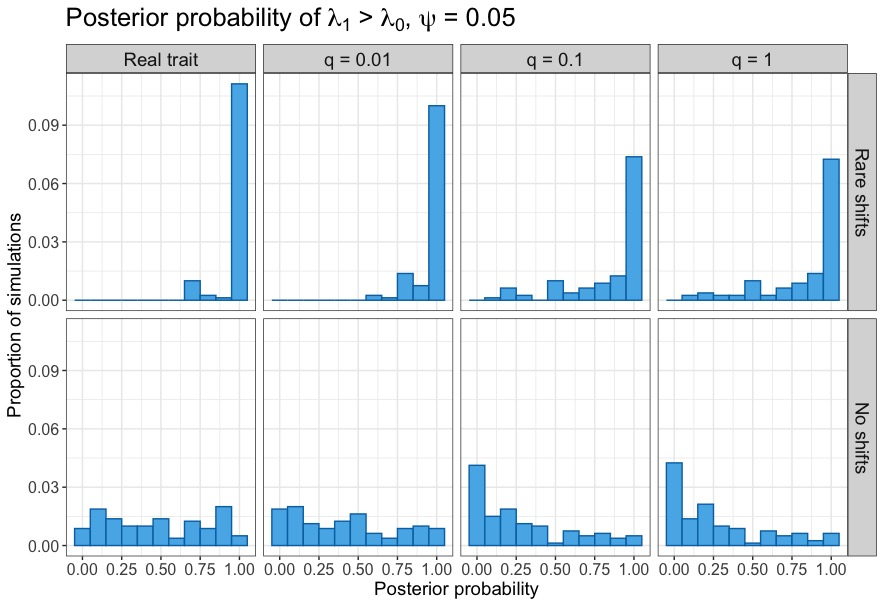 Posterior probability of λ₁ > λ₀, ψ = 0.05
Real trait
q = 0.01
q = 0.1
q = 1
Proportion of simulations
0.09
0.06
0.03
0.00
Rare shifts
0.09
0.06
0.03
0.00
No shifts
0.00 0.25 0.50 0.75 1.00
0.00 0.25 0.50 0.75 1.00
0.00 0.25 0.50 0.75 1.00
0.00 0.25 0.50 0.75 1.00
Posterior probability